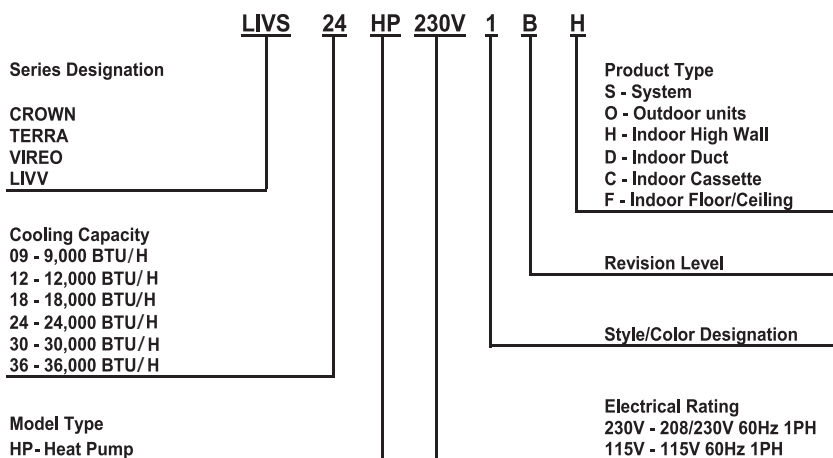 LIVS 24 HP 230V 1 B H
Series Designation
CROWN
TERRA
VIREO
LIVV
Cooling Capacity
09 - 9,000 BTU/H
12 - 12,000 BTU/H
18 - 18,000 BTU/H
24 - 24,000 BTU/H
30 - 30,000 BTU/H
36 - 36,000 BTU/H
Model Type
HP-Heat Pump
Product Type
S - System
O - Outdoor units
H - Indoor High Wall
D - Indoor Duct
C - Indoor Cassette
F - Indoor Floor/Ceiling
Revision Level
Style/Color Designation
Electrical Rating
230V - 208/230V 60Hz 1PH
115V - 115V 60Hz 1PH